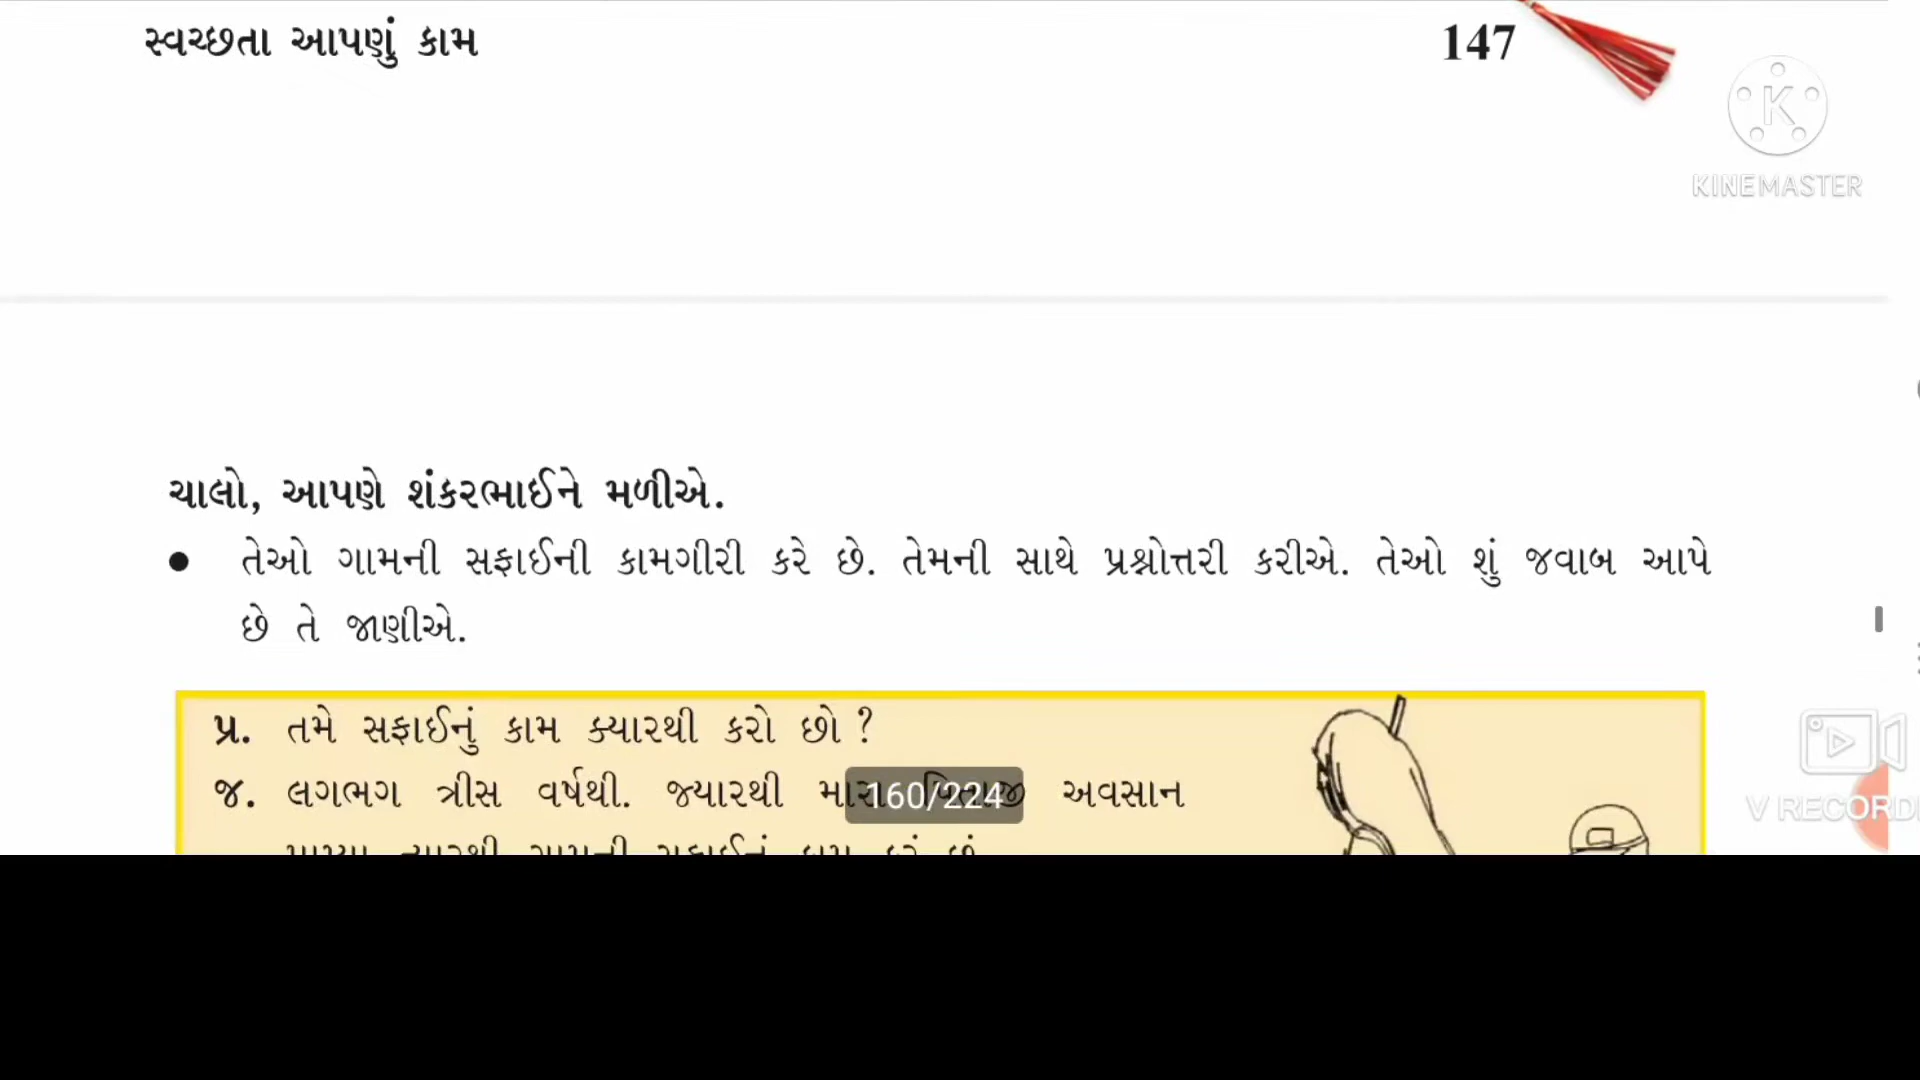 સ્વચ્છતા આપણું કામ
147
KINEMASTER
ચાલો, આપણે શંકરભાઈને મળીએ.
● તેઓ ગામની સફાઈની કામગીરી કરે છે. તેમની સાથે પ્રશ્નોત્તરી કરીએ. તેઓ શું જવાબ આપે
છે તે જાણીએ.
પ્ર. તમે સફાઈનું કામ ક્યારથી કરો છો ?
જ. લગભગ ત્રીસ વર્ષથી. જ્યારથી અવસાન
160/224
V RECORD